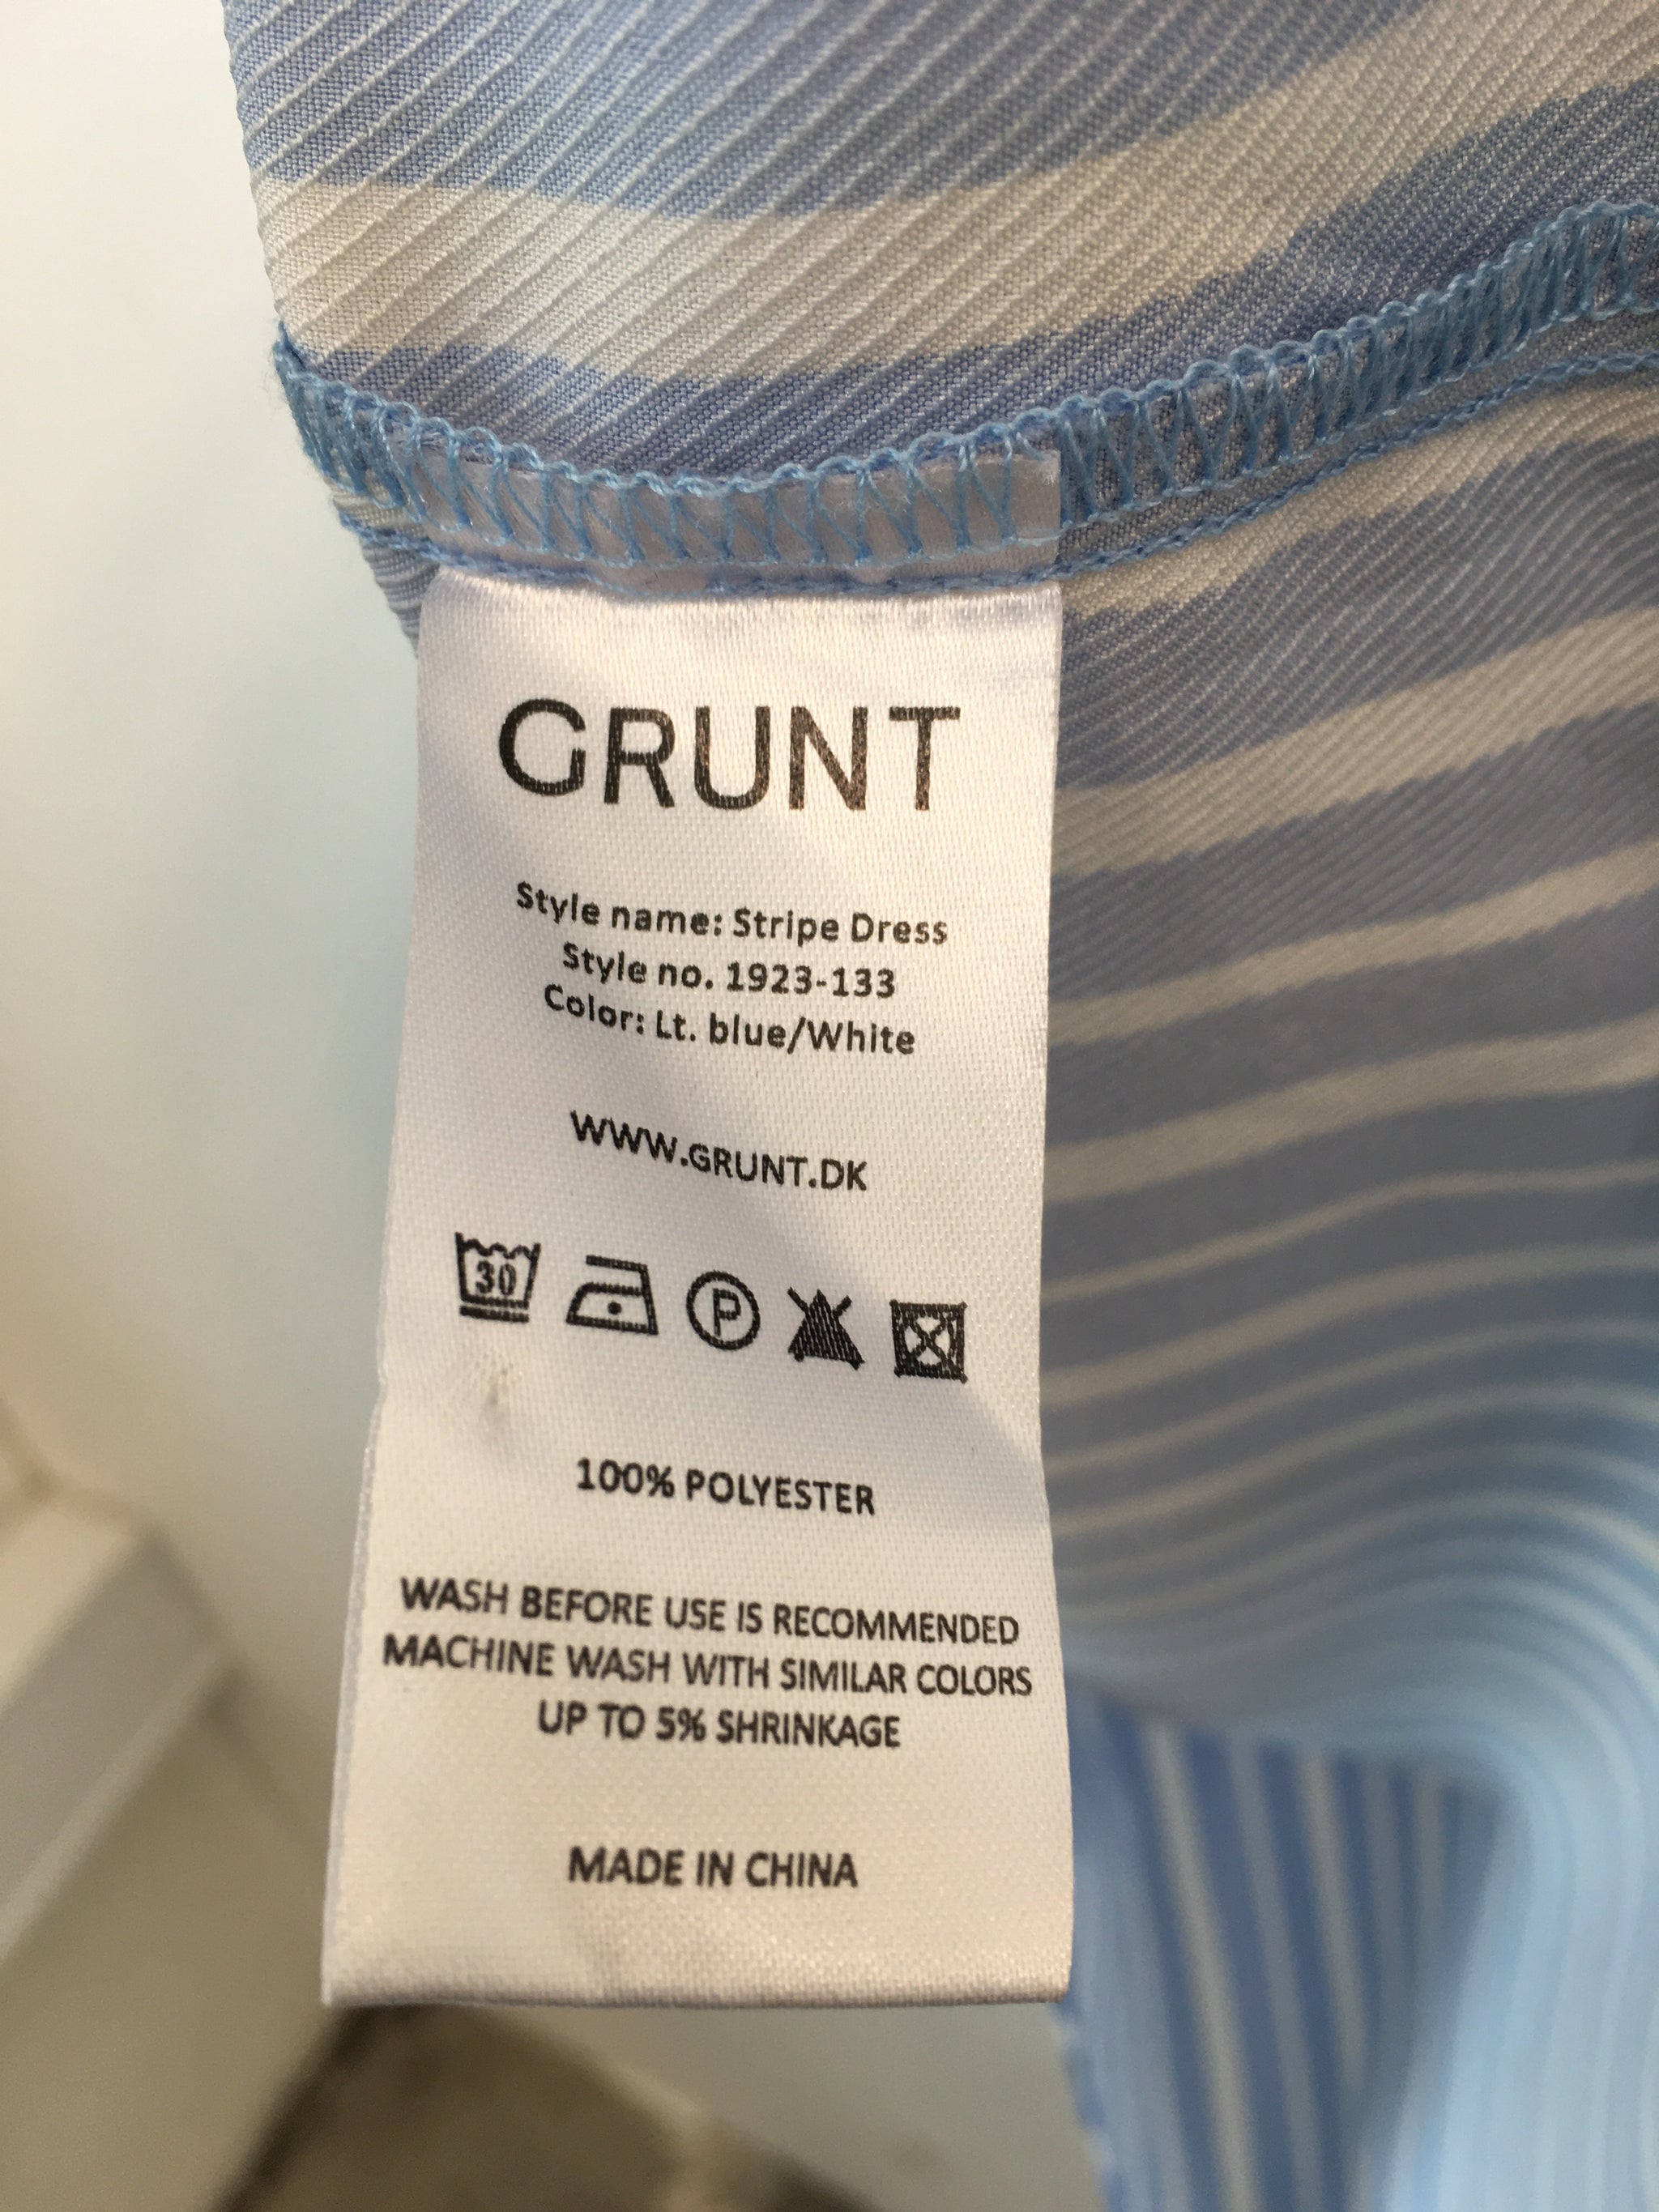 GRUNT
Style name: Stripe Dress
Style no. 1923-133
Color: Lt. blue/White
WWW.GRUNT.DK
30 P
100% POLYESTER
WASH BEFORE USE IS RECOMMENDED
MACHINE WASH WITH SIMILAR COLORS
UP TO 5% SHRINKAGE
MADE IN CHINA